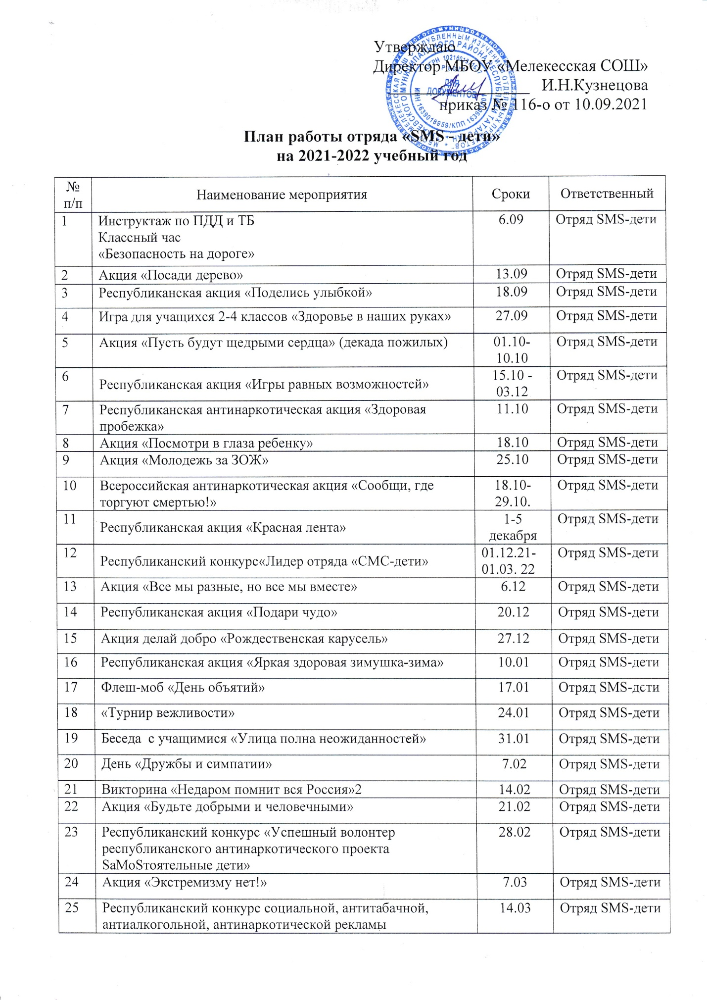 Утверждаю
Директор МБОУ «Мелекесская СОШ»
И.Н.Кузнецова
приказ № 116-о от 10.09.2021
ДЛЯ
ДОКУМЕНТОВ
План работы отряда «SMS - дети»
на 2021-2022 учебный год
№ п/п Наименование мероприятия Сроки Ответственный
1 Инструктаж по ПДД и ТБ 6.09 Отряд SMS-дети
Классный час
«Безопасность на дороге»
2 Акция «Посади дерево» 13.09 Отряд SMS-дети
3 Республиканская акция «Поделись улыбкой» 18.09 Отряд SMS-дети
4 Игра для учащихся 2-4 классов «Здоровье в наших руках» 27.09 Отряд SMS-дети
5 Акция «Пусть будут щедрыми сердца» (декада пожилых) 01.10- Отряд SMS-дети
10.10
6 Республиканская акция «Игры равных возможностей» 15.10 - Отряд SMS-дети
03.12
7 Республиканская антинаркотическая акция «Здоровая 11.10 Отряд SMS-дети
пробежка»
8 Акция «Посмотри в глаза ребенку» 18.10 Отряд SMS-дети
9 Акция «Молодежь за ЗОЖ» 25.10 Отряд SMS-дети
10 Всероссийская антинаркотическая акция «Сообщи, где 18.10- Отряд SMS-дети
торгуют смертью!» 29.10.
11 Республиканская акция «Красная лента» 1-5 Отряд SMS-дети
декабря
12 Республиканский конкурс«Лидер отряда «СМС-дети» 01.12.21- Отряд SMS-дети
01.03. 22
13 Акция «Все мы разные, но все мы вместе» 6.12 Отряд SMS-дети
14 Республиканская акция «Подари чудо» 20.12 Отряд SMS-дети
15 Акция делай добро «Рождественская карусель» 27.12 Отряд SMS-дети
16 Республиканская акция «Яркая здоровая зимушка-зима» 10.01 Отряд SMS-дети
17 Флеш-моб «День объятий» 17.01 Отряд SMS-дети
18 «Турнир вежливости» 24.01 Отряд SMS-дети
19 Беседа с учащимися «Улица полна неожиданностей» 31.01 Отряд SMS-дети
20 День «Дружбы и симпатии» 7.02 Отряд SMS-дети
21 Викторина «Недаром помнит вся Россия»2 14.02 Отряд SMS-дети
22 Акция «Будьте добрыми и человечными» 21.02 Отряд SMS-дети
23 Республиканский конкурс «Успешный волонтер 28.02 Отряд SMS-дети
республиканского антинаркотического проекта
SaMoSтоятельные дети»
24 Акция «Экстремизму нет!» 7.03 Отряд SMS-дети
25 Республиканский конкурс социальной, антитабачной, 14.03 Отряд SMS-дети
антиалкогольной, антинаркотической рекламы